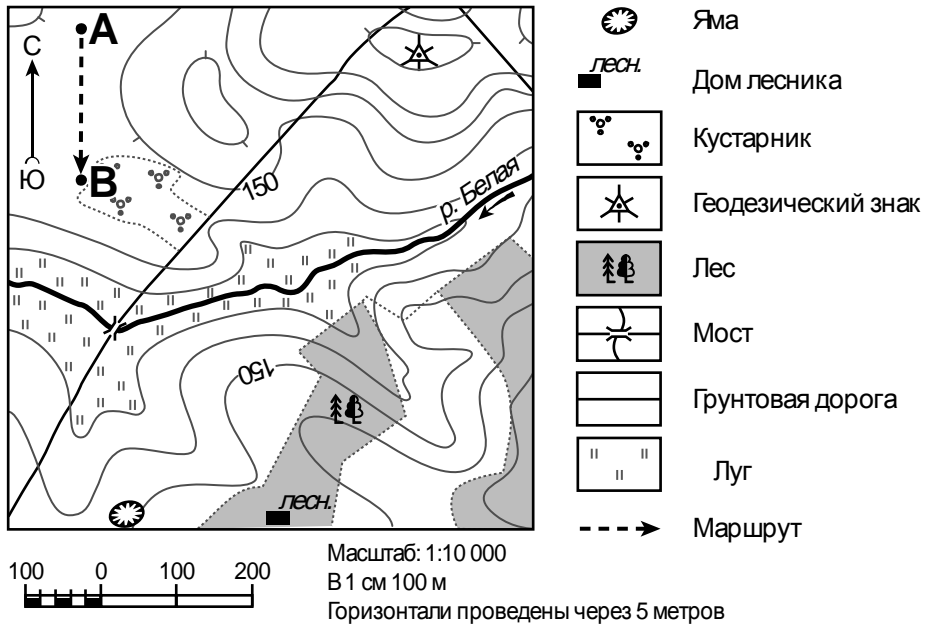 А
С
Ю
В
150
р. Белая
150
лесн.
Яма
лесн.
Дом лесника
Кустарник
Геодезический знак
Лес
Мост
Грунтовая дорога
Луг
Маршрут
100 0 100 200
Масштаб: 1:10 000
В 1 см 100 м
Горизонтали проведены через 5 метров